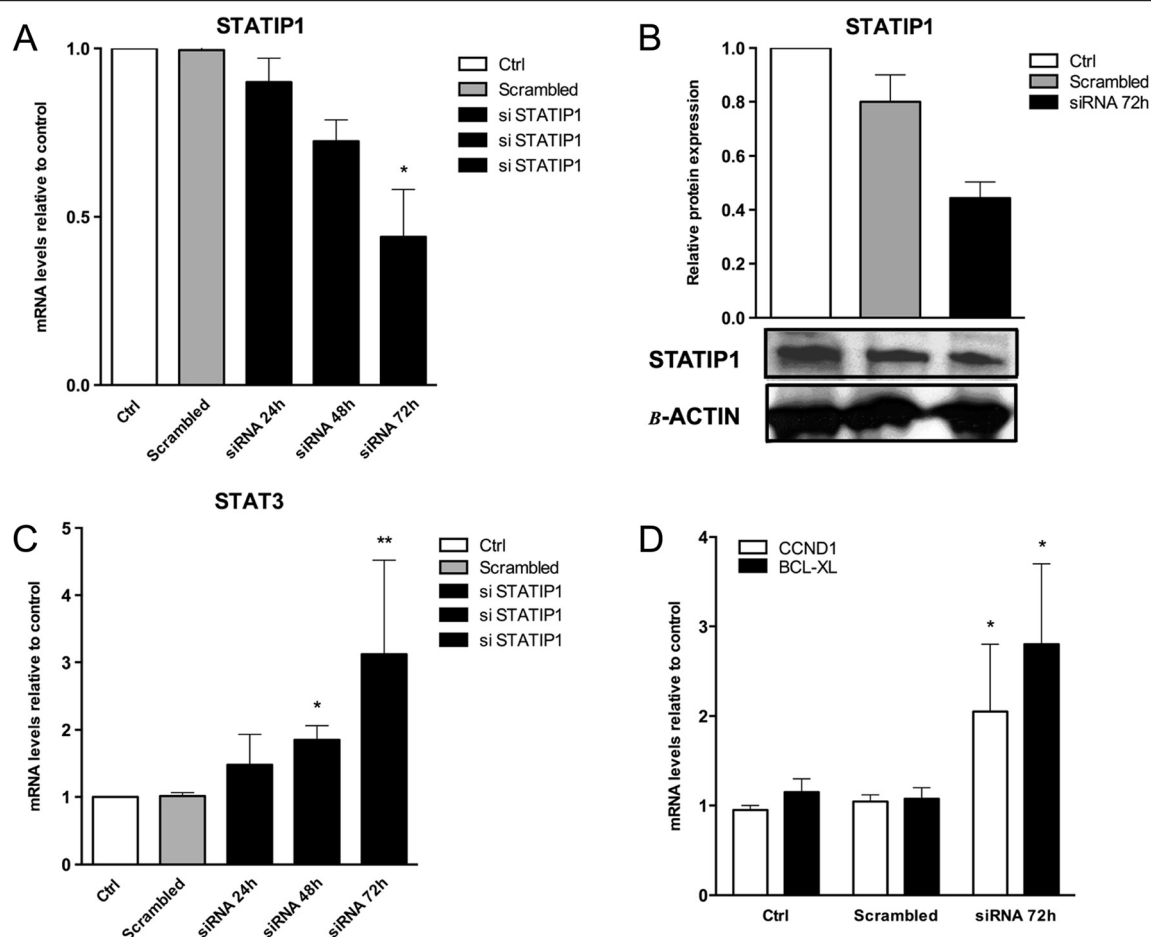 A
STATIP1
mRNA levels relative to control
1.0
0.5
0.0
Ctrl
Scrambled
siRNA 24h
siRNA 48h
siRNA 72h
*
Ctrl
Scrambled
si STATIP1
si STATIP1
si STATIP1
B
STATIP1
Relative protein expression
1.0
0.8
0.6
0.4
0.2
0.0
Ctrl
Scrambled
siRNA 72h
STATIP1
B-ACTIN
C
STAT3
mRNA levels relative to control
5
4
3
2
1
0
Ctrl
Scrambled
siRNA 24h
siRNA 48h
siRNA 72h
*
**
Ctrl
Scrambled
si STATIP1
si STATIP1
si STATIP1
D
mRNA levels relative to control
4
3
2
1
0
CCND1
BCL-XL
*
*
Ctrl
Scrambled
siRNA 72h